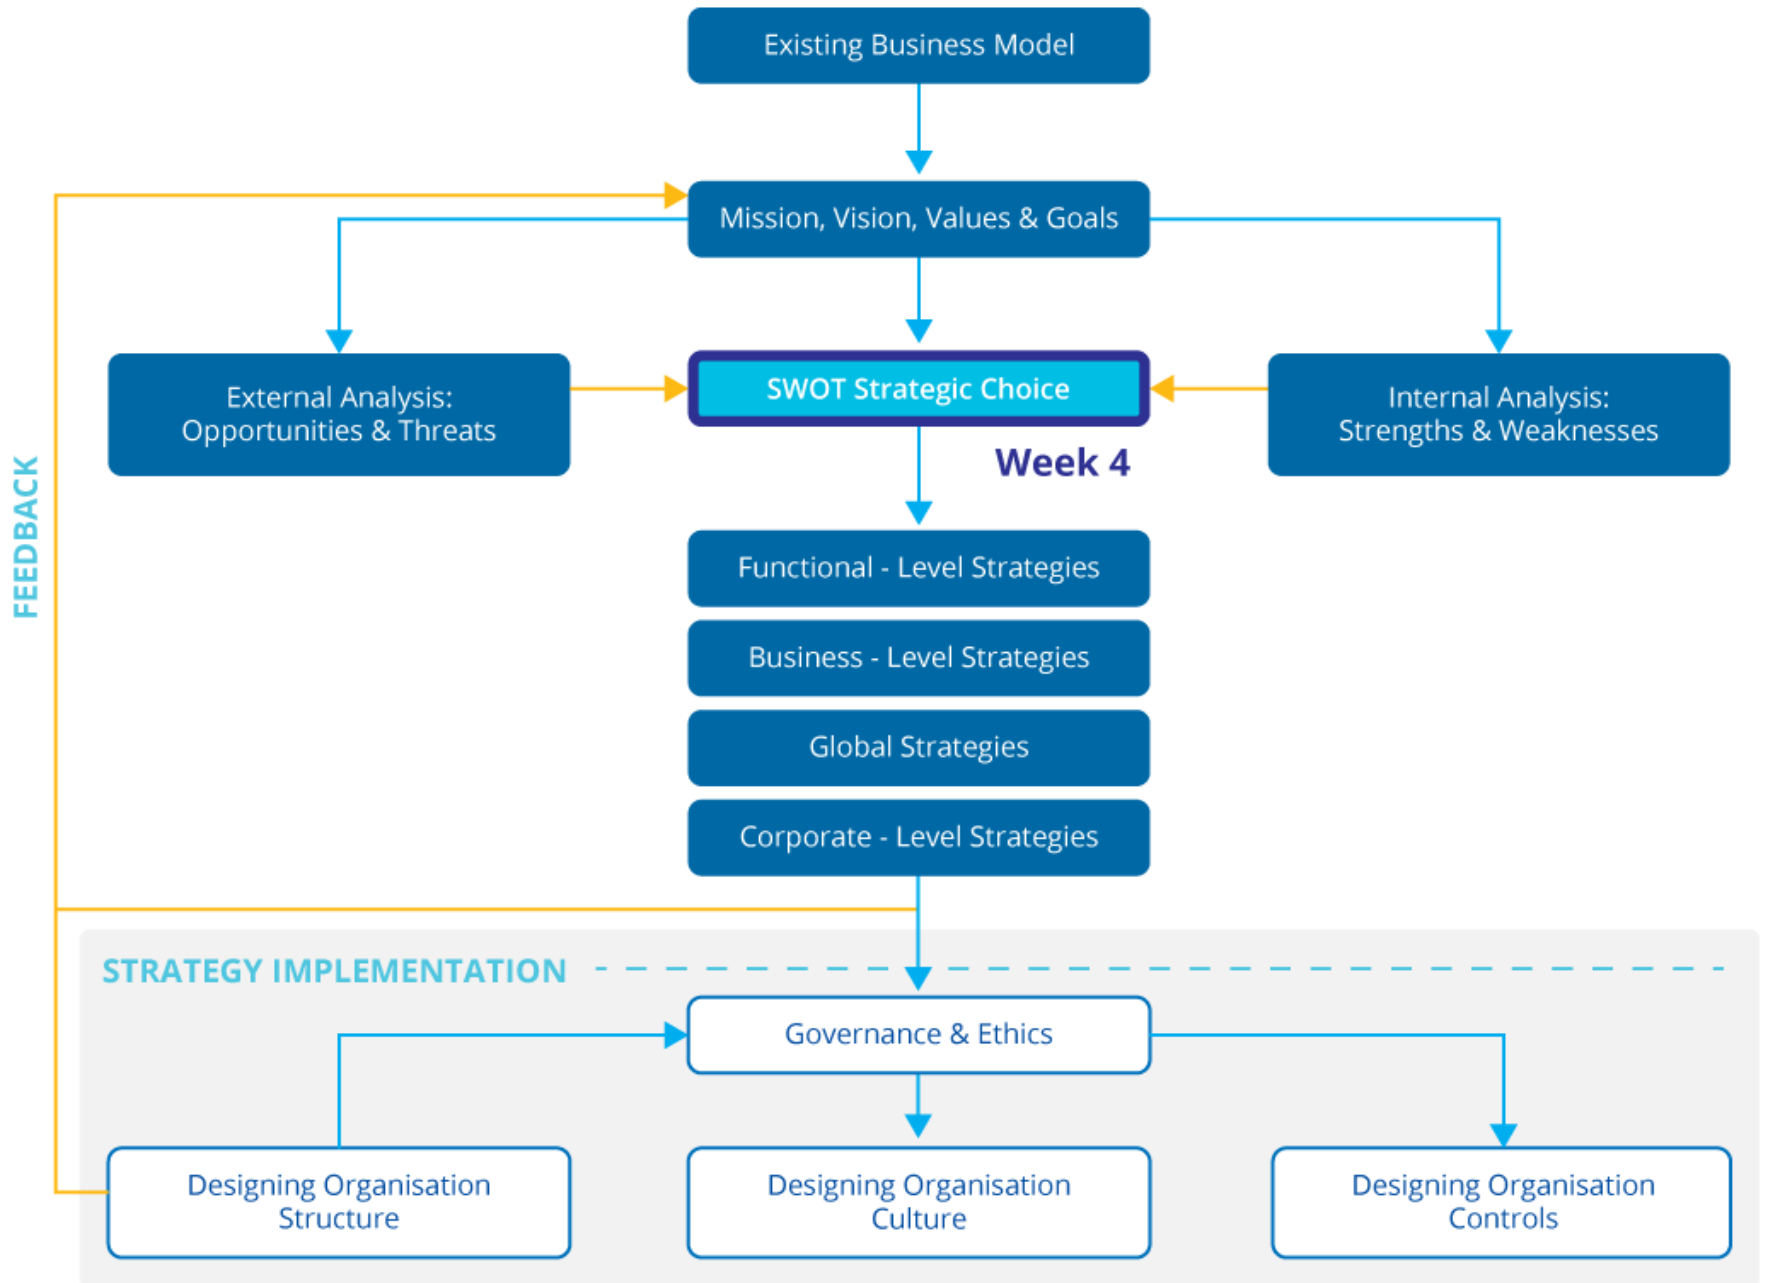 Existing Business Model
Mission, Vision, Values & Goals
External Analysis:
Opportunities & Threats
SWOT Strategic Choice
Internal Analysis:
Strengths & Weaknesses
Week 4
FEEDBACK
Functional - Level Strategies
Business - Level Strategies
Global Strategies
Corporate - Level Strategies
STRATEGY IMPLEMENTATION
Governance & Ethics
Designing Organisation
Structure
Designing Organisation
Culture
Designing Organisation
Controls